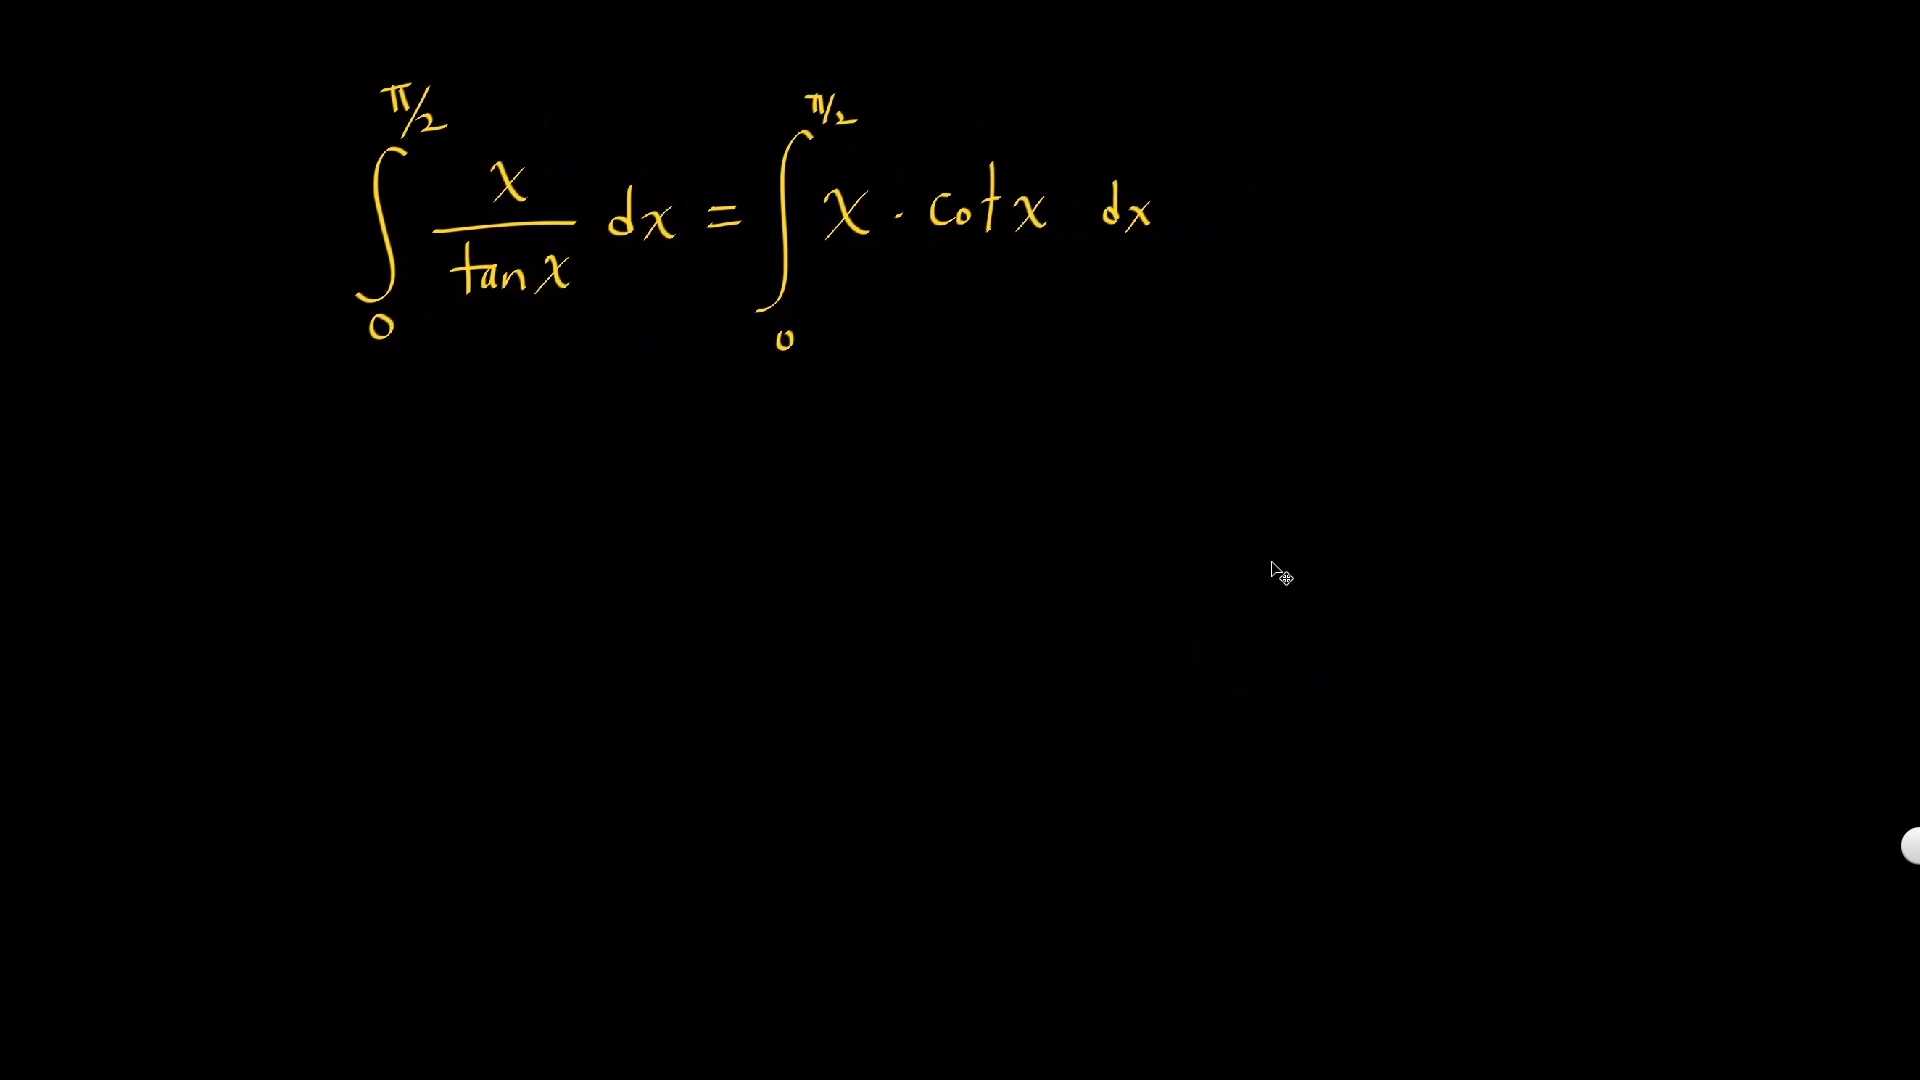 ∫₀^{π/2} x/tan x dx = ∫₀^{π/2} x · cot x dx